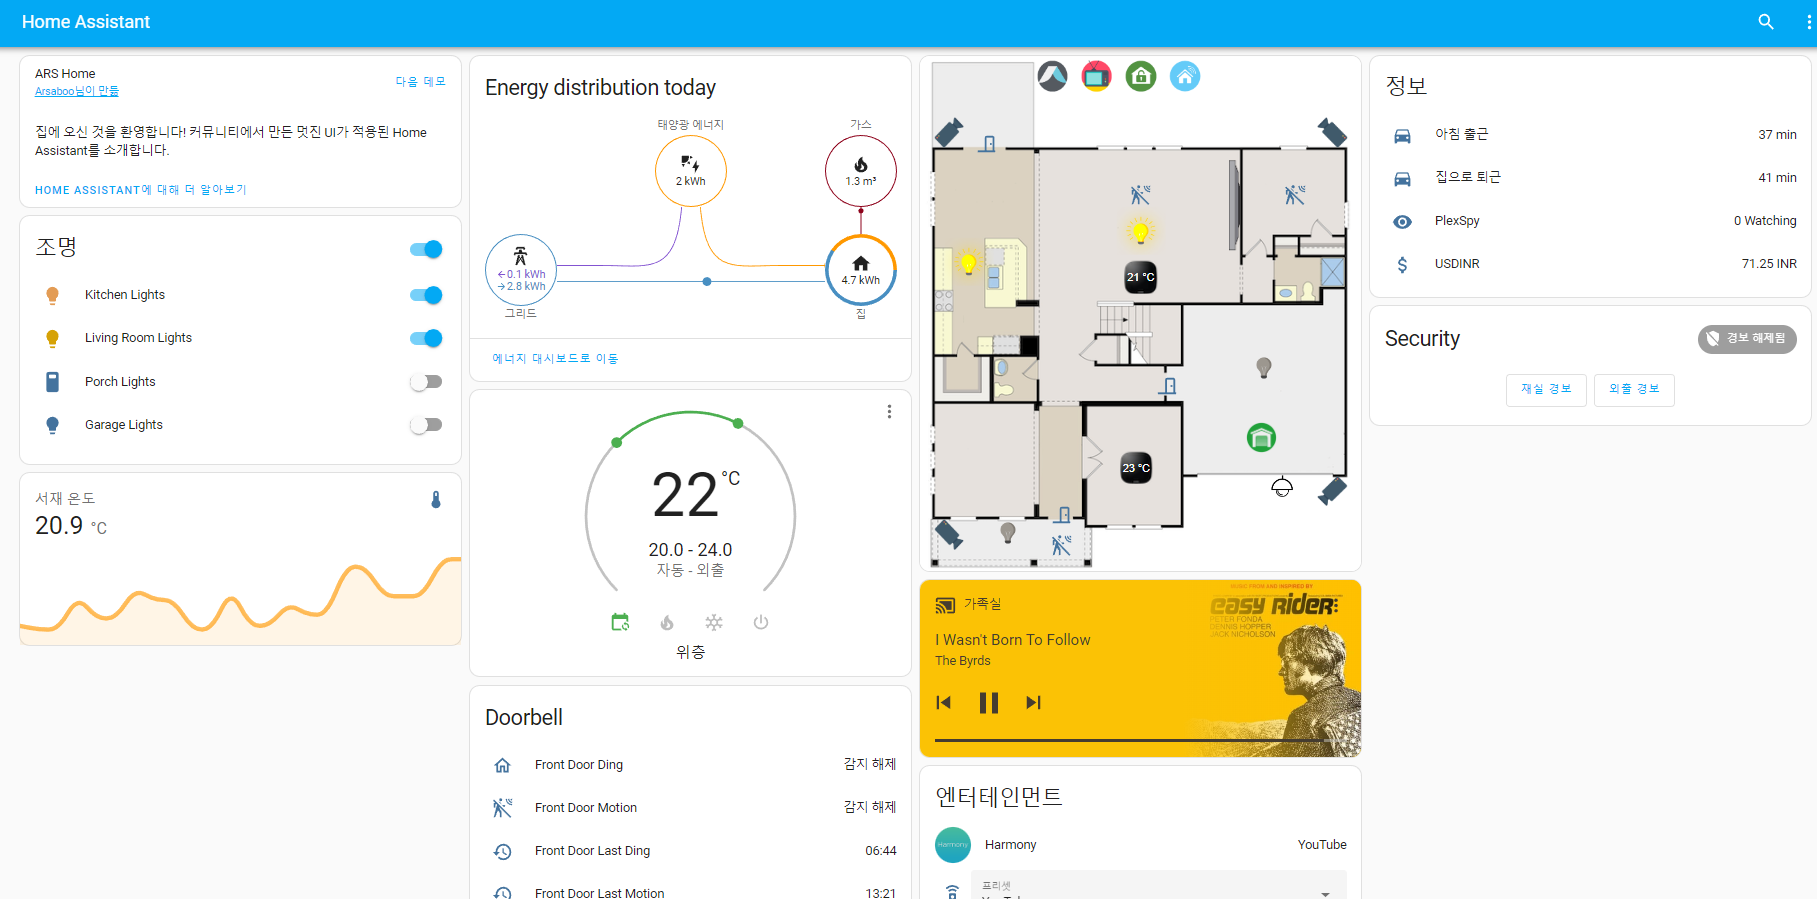 Home Assistant
ARS Home
Arsaboo님이 만듦
다음 데모
집에 오신 것을 환영합니다! 커뮤니티에서 만든 멋진 UI가 적용된 Home
Assistant를 소개합니다.
HOME ASSISTANT에 대해 더 알아보기
조명
Kitchen Lights
Living Room Lights
Porch Lights
Garage Lights
서재 온도
20.9 °C
Energy distribution today
태양광 에너지
가스
2 kWh
1.3 m³
←0.1 kWh
→2.8 kWh
4.7 kWh
그리드
집
에너지 대시보드로 이동
22 °C
20.0 - 24.0
자동 - 외출
위층
Doorbell
Front Door Ding 감지 해제
Front Door Motion 감지 해제
Front Door Last Ding 06:44
Front Door Last Motion 13:21
21 °C
23 °C
가족실
I Wasn't Born To Follow
The Byrds
MUSIC FROM AND INSPIRED BY
easy rider
PETER FONDA
DENNIS HOPPER
JACK NICHOLSON
엔터테인먼트
Harmony
Harmony YouTube
프리셋
정보
아침 출근 37 min
집으로 퇴근 41 min
PlexSpy 0 Watching
USDINR 71.25 INR
Security
경보 해제됨
재실 경보
외출 경보